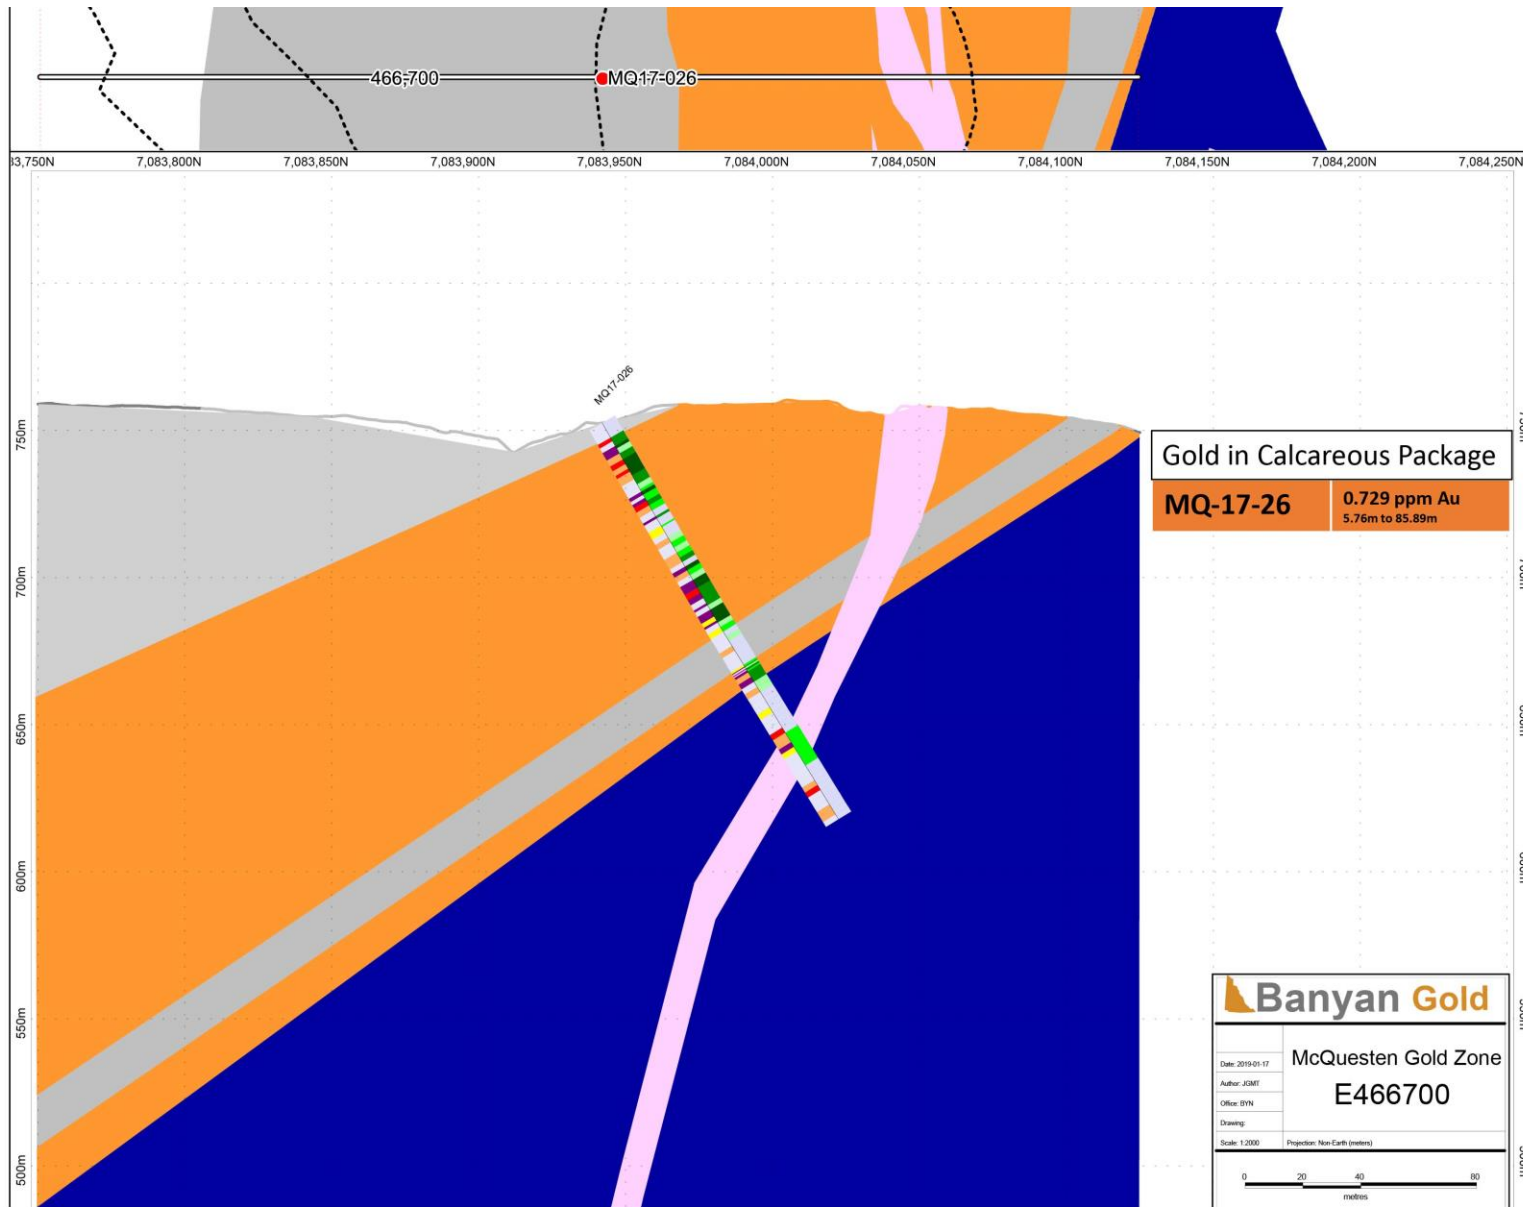 466,700
MQ17-026
33,750N 7,083,800N 7,083,850N 7,083,900N 7,083,950N 7,084,000N 7,084,050N 7,084,100N 7,084,150N 7,084,200N 7,084,250N
MQ17-026
750m
Gold in Calcareous Package
MQ-17-26
0.729 ppm Au
5.76m to 85.89m
700m
650m
600m
550m
500m
Banyan Gold
McQuesten Gold Zone
E466700
Date: 2019-01-17
Author: JGMT
Office: BYN
Drawing:
Scale: 1:2000
Projection: Non-Earth (meters)
0 20 40 80
metres